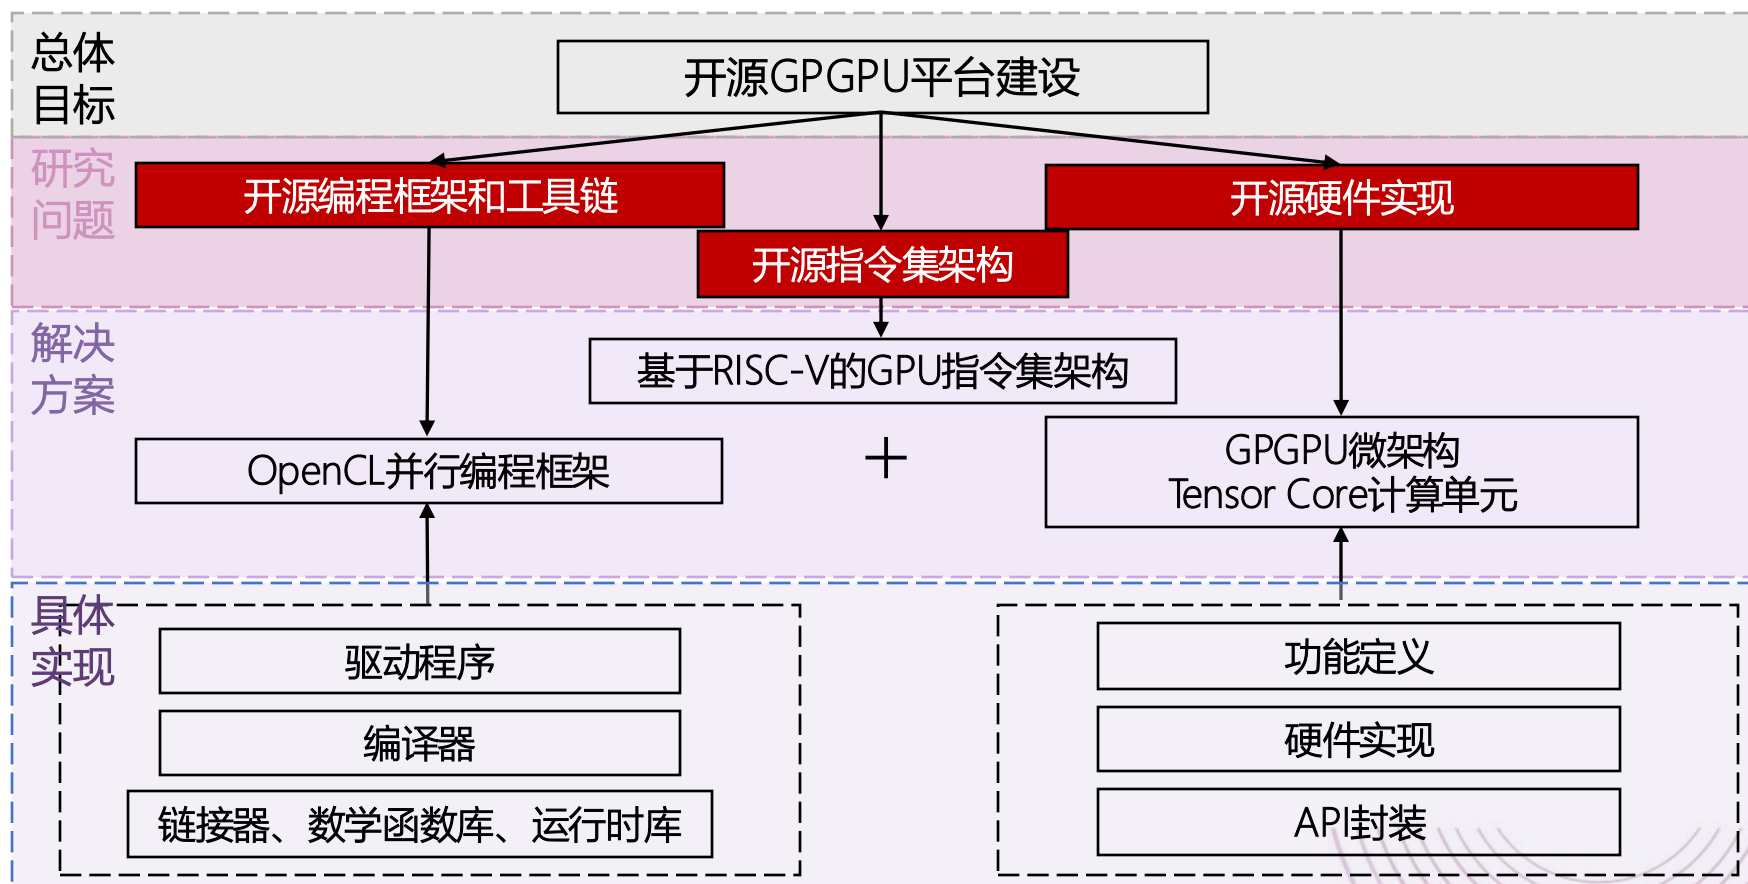 总体
目标
开源GPGPU平台建设
研究
问题
开源编程框架和工具链
开源硬件实现
开源指令集架构
解决
方案
基于RISC-V的GPU指令集架构
OpenCL并行编程框架
+
GPGPU微架构
Tensor Core计算单元
具体
实现
驱动程序
编译器
链接器、数学函数库、运行时库
功能定义
硬件实现
API封装